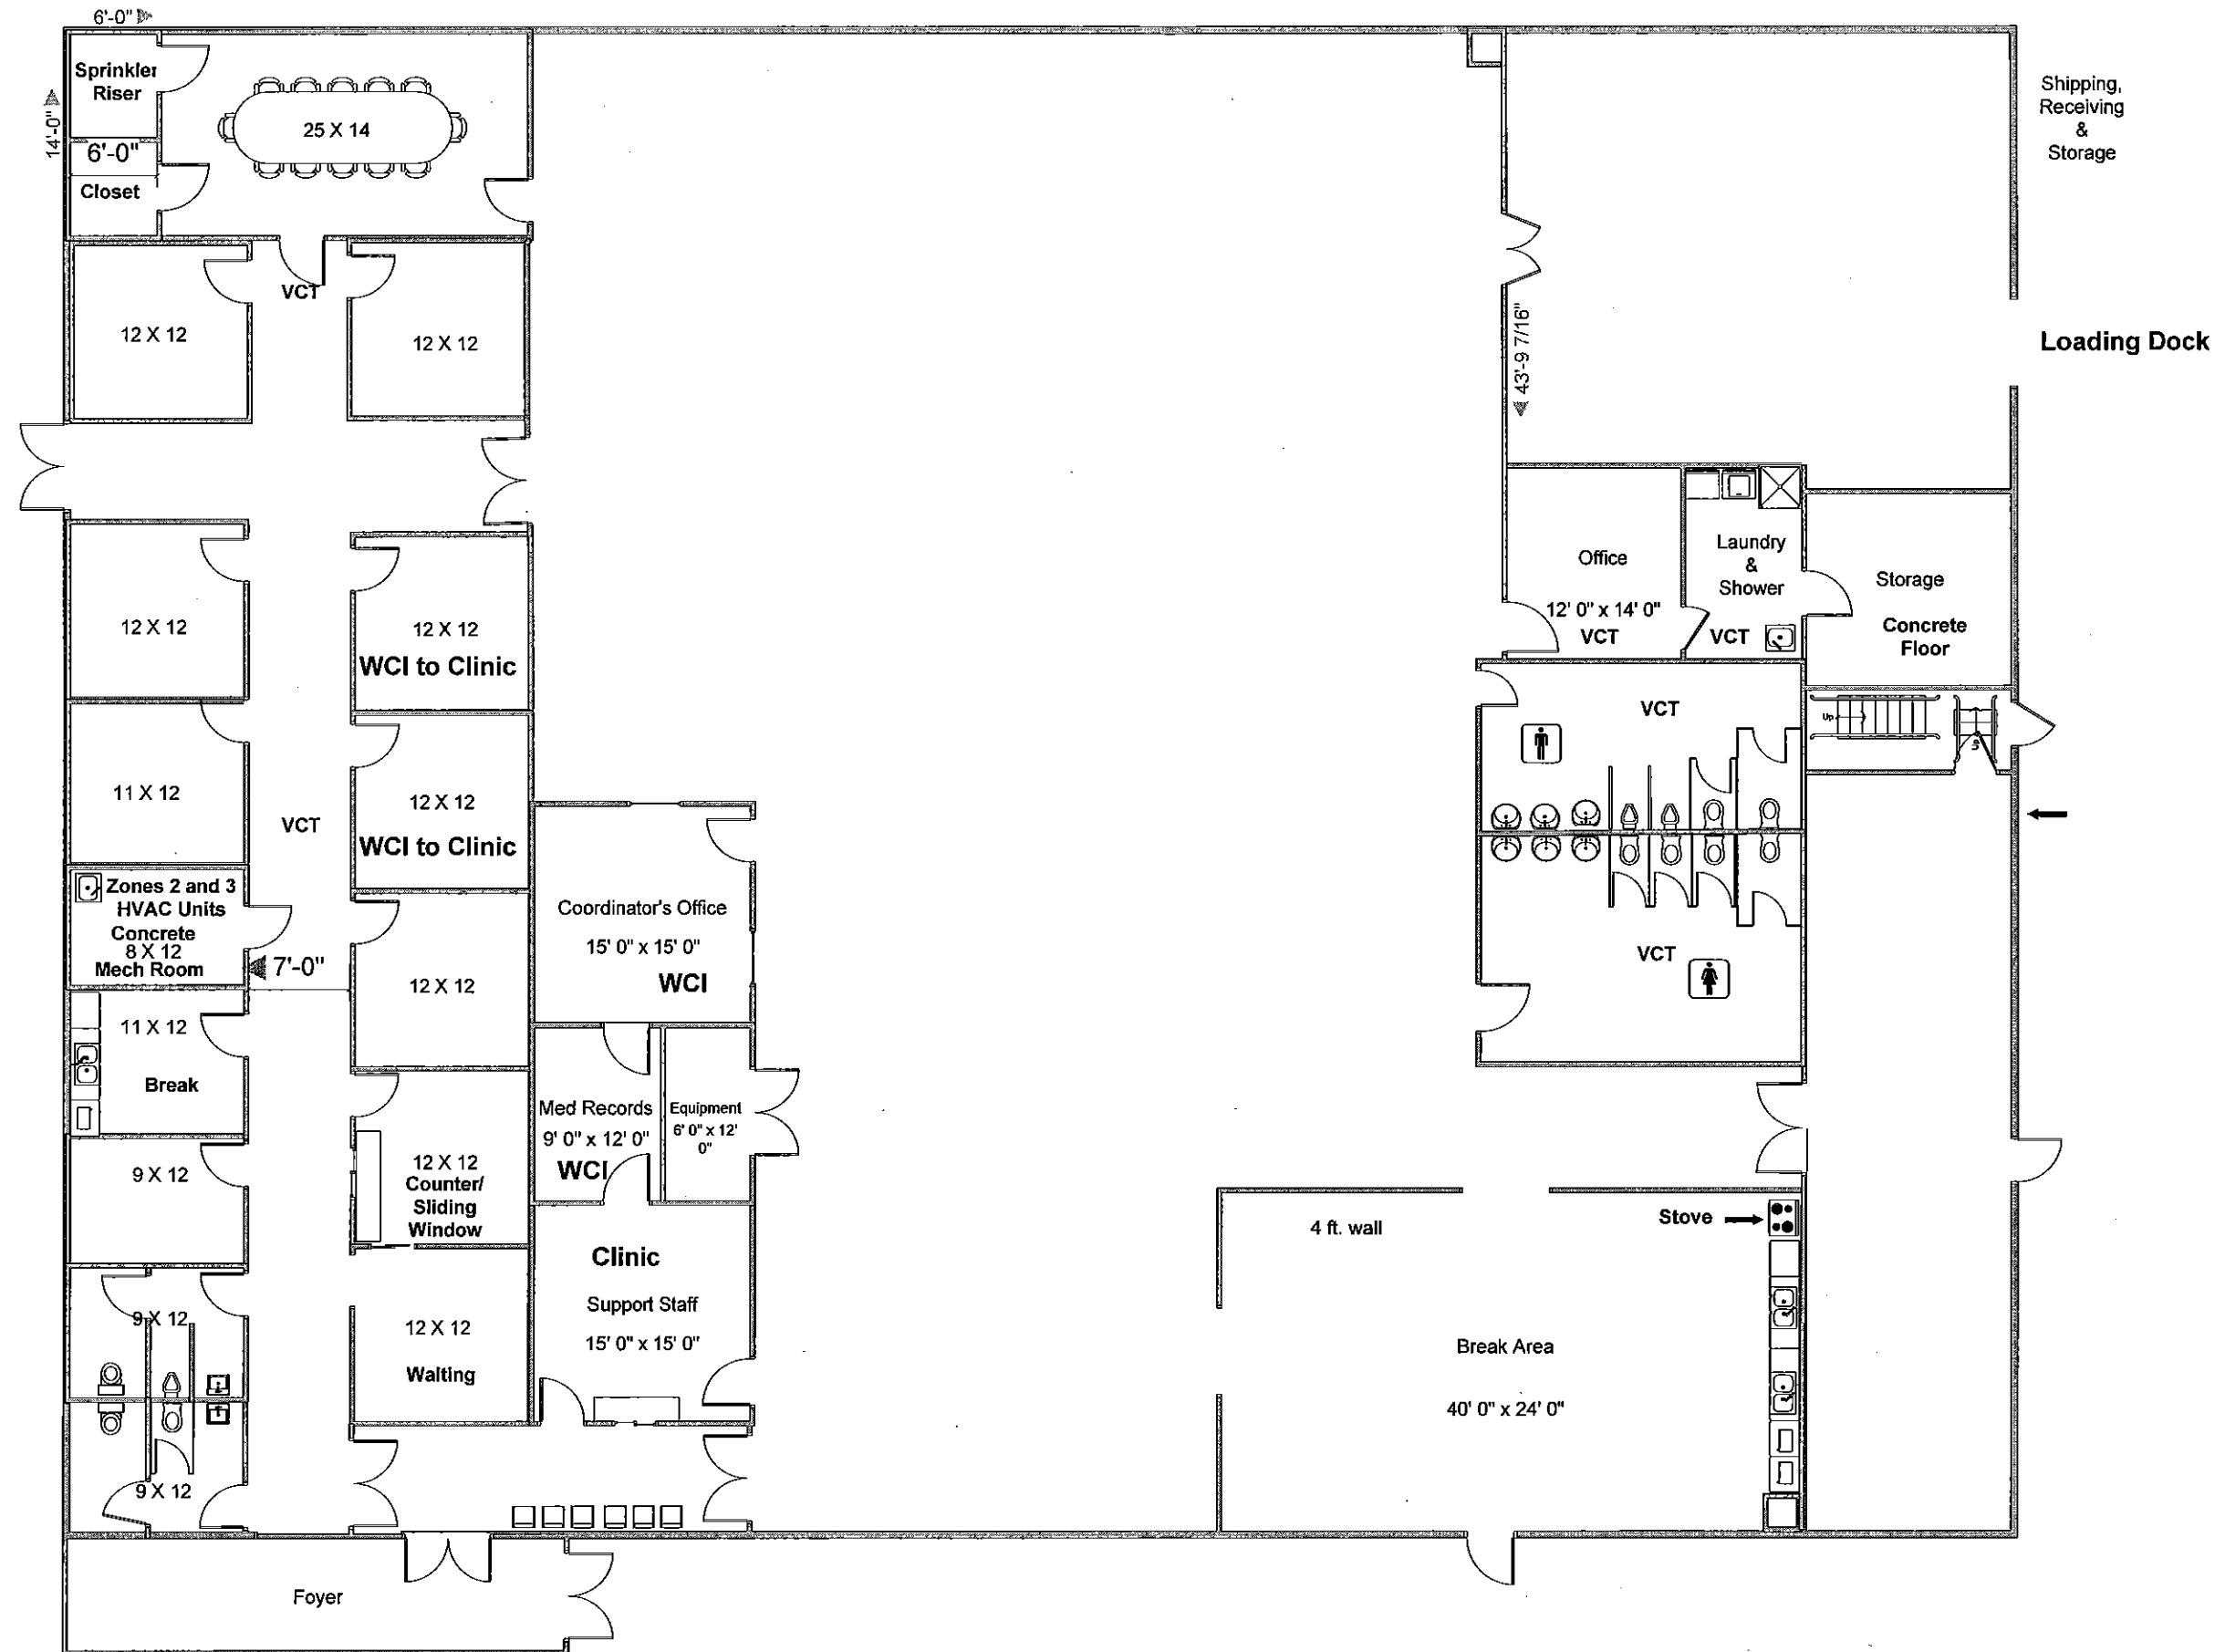 6'-0"
Sprinkler
Riser
14'-0"
25 X 14
6'-0"
Closet
Shipping,
Receiving
&
Storage
VCT
12 X 12
12 X 12
43'-9 7/16"
Loading Dock
12 X 12
12 X 12
WCI to Clinic
Office
12' 0" x 14' 0"
VCT
Laundry
&
Shower
VCT
Storage
Concrete
Floor
VCT
Up
Up
11 X 12
VCT
12 X 12
WCI to Clinic
Zones 2 and 3
HVAC Units
Concrete
8 X 12
Mech Room
7'-0"
12 X 12
Coordinator's Office
15' 0" x 15' 0"
WCI
VCT
11 X 12
Break
Med Records
9' 0" x 12' 0"
WCI
Equipment
6' 0" x 12'
0"
9 X 12
12 X 12
Counter/
Sliding
Window
4 ft. wall
Stove
Clinic
Support Staff
15' 0" x 15' 0"
9 X 12
12 X 12
Waiting
Break Area
40' 0" x 24' 0"
9 X 12
Foyer